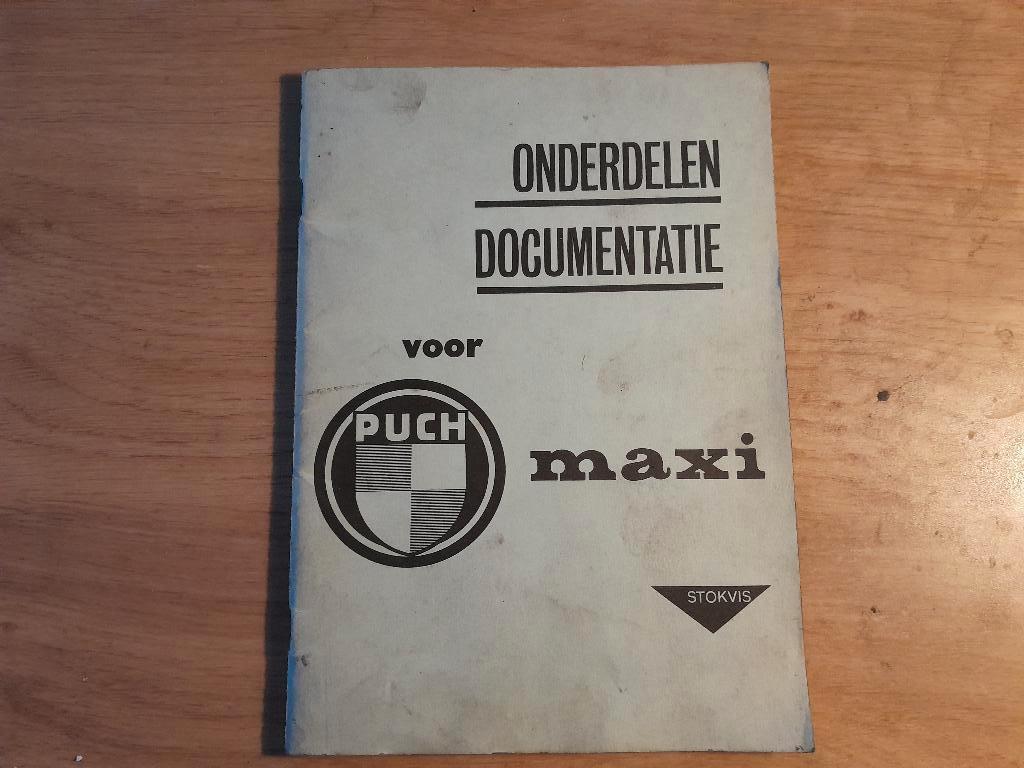 ONDERDELEN
DOCUMENTATIE
voor
PUCH
maxi
STOKVIS